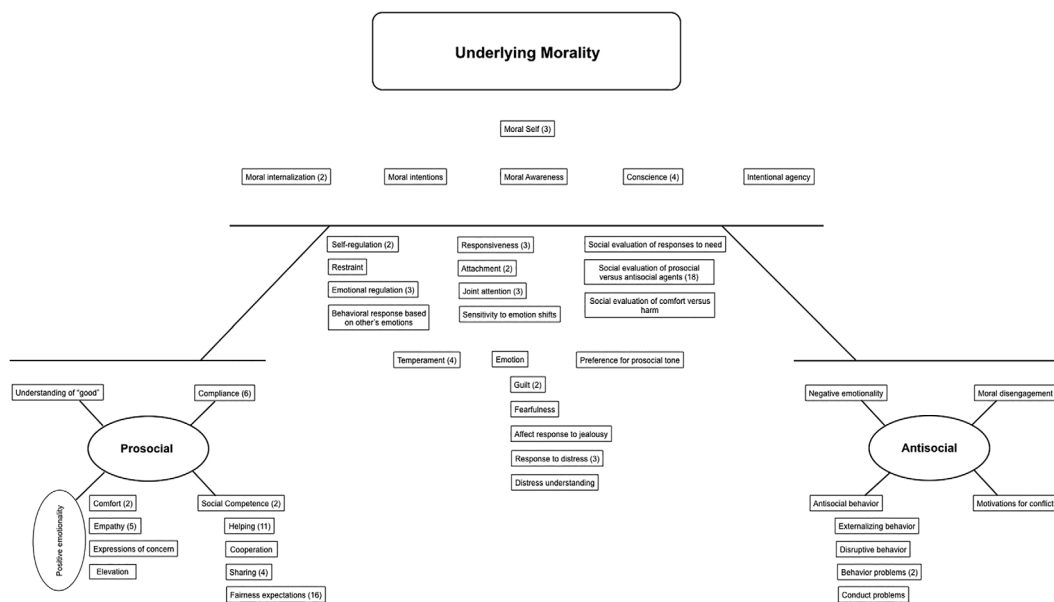 Underlying Morality
Moral Self (3)
Moral internalization (2)
Moral intentions
Moral Awareness
Conscience (4)
Intentional agency
Self-regulation (2)
Restraint
Emotional regulation (3)
Behavioral response based
on other's emotions
Responsiveness (3)
Attachment (2)
Joint attention (3)
Sensitivity to emotion shifts
Social evaluation of responses to need
Social evaluation of prosocial
versus antisocial agents (18)
Social evaluation of comfort versus
harm
Temperament (4)
Emotion
Preference for prosocial tone
Guilt (2)
Fearfulness
Affect response to jealousy
Response to distress (3)
Distress understanding
Understanding of “good”
Compliance (6)
Prosocial
Positive emotionality
Comfort (2)
Empathy (5)
Expressions of concern
Elevation
Social Competence (2)
Helping (11)
Cooperation
Sharing (4)
Fairness expectations (16)
Negative emotionality
Moral disengagement
Antisocial
Antisocial behavior
Motivations for conflict
Externalizing behavior
Disruptive behavior
Behavior problems (2)
Conduct problems